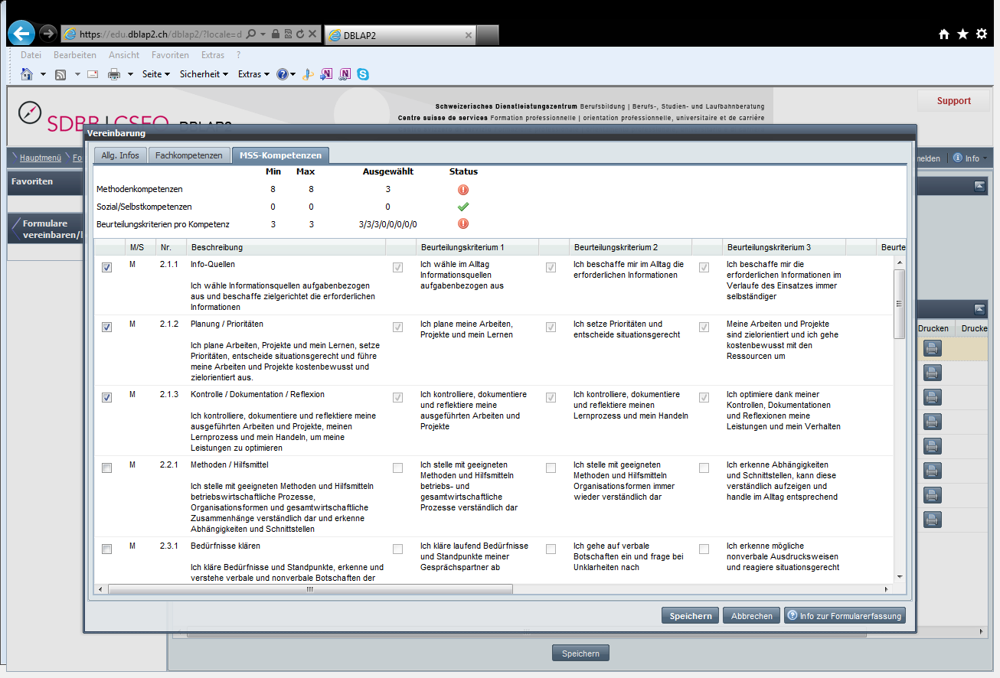 https://edu.dblap2.ch/dblap2/?locale=d
DBLAP2
Datei Bearbeiten Ansicht Favoriten Extras ?
Seite Sicherheit Extras
Schweizerisches Dienstleistungszentrum Berufsbildung | Berufs-, Studien- und Laufbahnberatung
Centre suisse de services Formation professionnelle | orientation professionnelle, universitaire et de carrière
Support
SDBB | CSFO DBLAP2
Vereinbarung
Hauptmenü Fo
nelden Info
Favoriten
Formulare
vereinbaren/
Allg. Infos Fachkompetenzen MSS-Kompetenzen
Min Max Ausgewählt Status
Methodenkompetenzen 8 8 3
Sozial/Selbstkompetenzen 0 0 0
Beurteilungskriterien pro Kompetenz 3 3 3/3/3/0/0/0/0/0
M/S Nr. Beschreibung Beurteilungskriterium 1 Beurteilungskriterium 2 Beurteilungskriterium 3 Beurte
M 2.1.1 Info-Quellen
Ich wähle Informationsquellen aufgabenbezogen
aus und beschaffe zielgerichtet die erforderlichen
Informationen
Ich wähle im Alltag
Informationsquellen
aufgabenbezogen aus
Ich beschaffe mir im Alltag die
erforderlichen Informationen
Ich beschaffe mir die
erforderlichen Informationen im
Verlaufe des Einsatzes immer
selbständiger
M 2.1.2 Planung / Prioritäten
Ich plane Arbeiten, Projekte und mein Lernen, setze
Prioritäten, entscheide situationsgerecht und führe
meine Arbeiten und Projekte kostenbewusst und
zielorientiert aus.
Ich plane meine Arbeiten,
Projekte und mein Lernen
Ich setze Prioritäten und
entscheide situationsgerecht
Meine Arbeiten und Projekte
sind zielorientiert und ich gehe
kostenbewusst mit den
Ressourcen um
M 2.1.3 Kontrolle / Dokumentation / Reflexion
Ich kontrolliere, dokumentiere und reflektiere meine
ausgeführten Arbeiten und Projekte, meinen
Lernprozess und mein Handeln, um meine
Leistungen zu optimieren
Ich kontrolliere, dokumentiere
und reflektiere meine
ausgeführten Arbeiten und
Projekte
Ich kontrolliere, dokumentiere
und reflektiere meinen
Lernprozess und mein Handeln
Ich optimiere dank meiner
Kontrollen, Dokumentationen
und Reflexionen meine
Leistungen und mein Verhalten
M 2.2.1 Methoden / Hilfsmittel
Ich stelle mit geeigneten Methoden und Hilfsmitteln
betriebswirtschaftliche Prozesse,
Organisationsformen und gesamtwirtschaftliche
Zusammenhänge verständlich dar und erkenne
Abhängigkeiten und Schnittstellen
Ich stelle mit geeigneten
Methoden und Hilfsmitteln
betriebs- und
gesamtwirtschaftliche
Prozesse verständlich dar
Ich stelle mit geeigneten
Methoden und Hilfsmitteln
Organisationsformen immer
wieder verständlich dar
Ich erkenne Abhängigkeiten
und Schnittstellen, kann diese
verständlich aufzeigen und
handle im Alltag entsprechend
M 2.3.1 Bedürfnisse klären
Ich kläre Bedürfnisse und Standpunkte, erkenne und
verstehe verbale und nonverbale Botschaften der
Ich kläre laufend Bedürfnisse
und Standpunkte meiner
Gesprächspartner ab
Ich gehe auf verbale
Botschaften ein und frage bei
Unklarheiten nach
Ich erkenne mögliche
nonverbale Ausdrucksweisen
und reagiere situationsgerecht
Drucken Drucke
Speichern Abbrechen Info zur Formularerfassung
Speichern